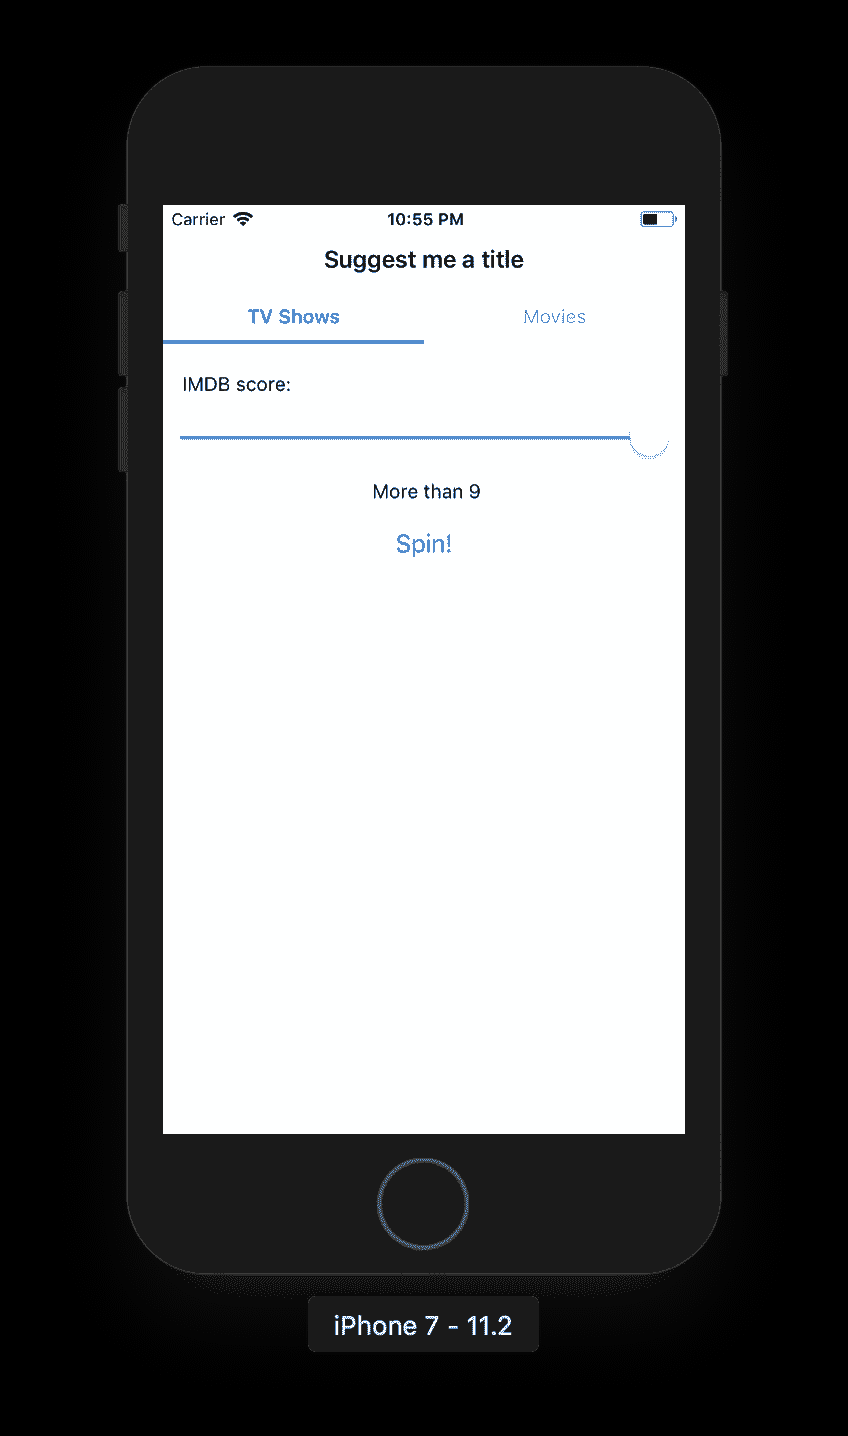 Carrier 10:55 PM
Suggest me a title
TV Shows Movies
IMDB score:
More than 9
Spin!
iPhone 7 - 11.2